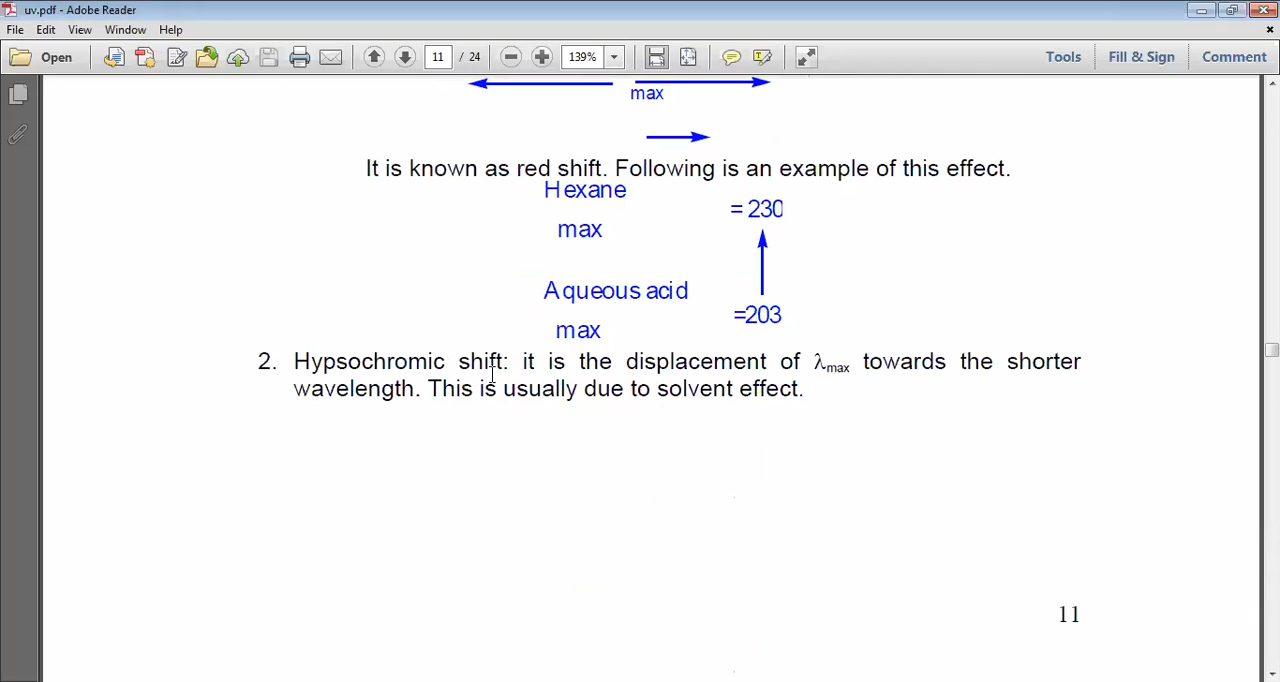 uv.pdf - Adobe Reader
File Edit View Window Help
Open 11 / 24 139% Tools Fill & Sign Comment
max
It is known as red shift. Following is an example of this effect.
Hexane
= 230
max
Aqueous acid
=203
max
2. Hypsochromic shift: it is the displacement of λmax towards the shorter
wavelength. This is usually due to solvent effect.
11